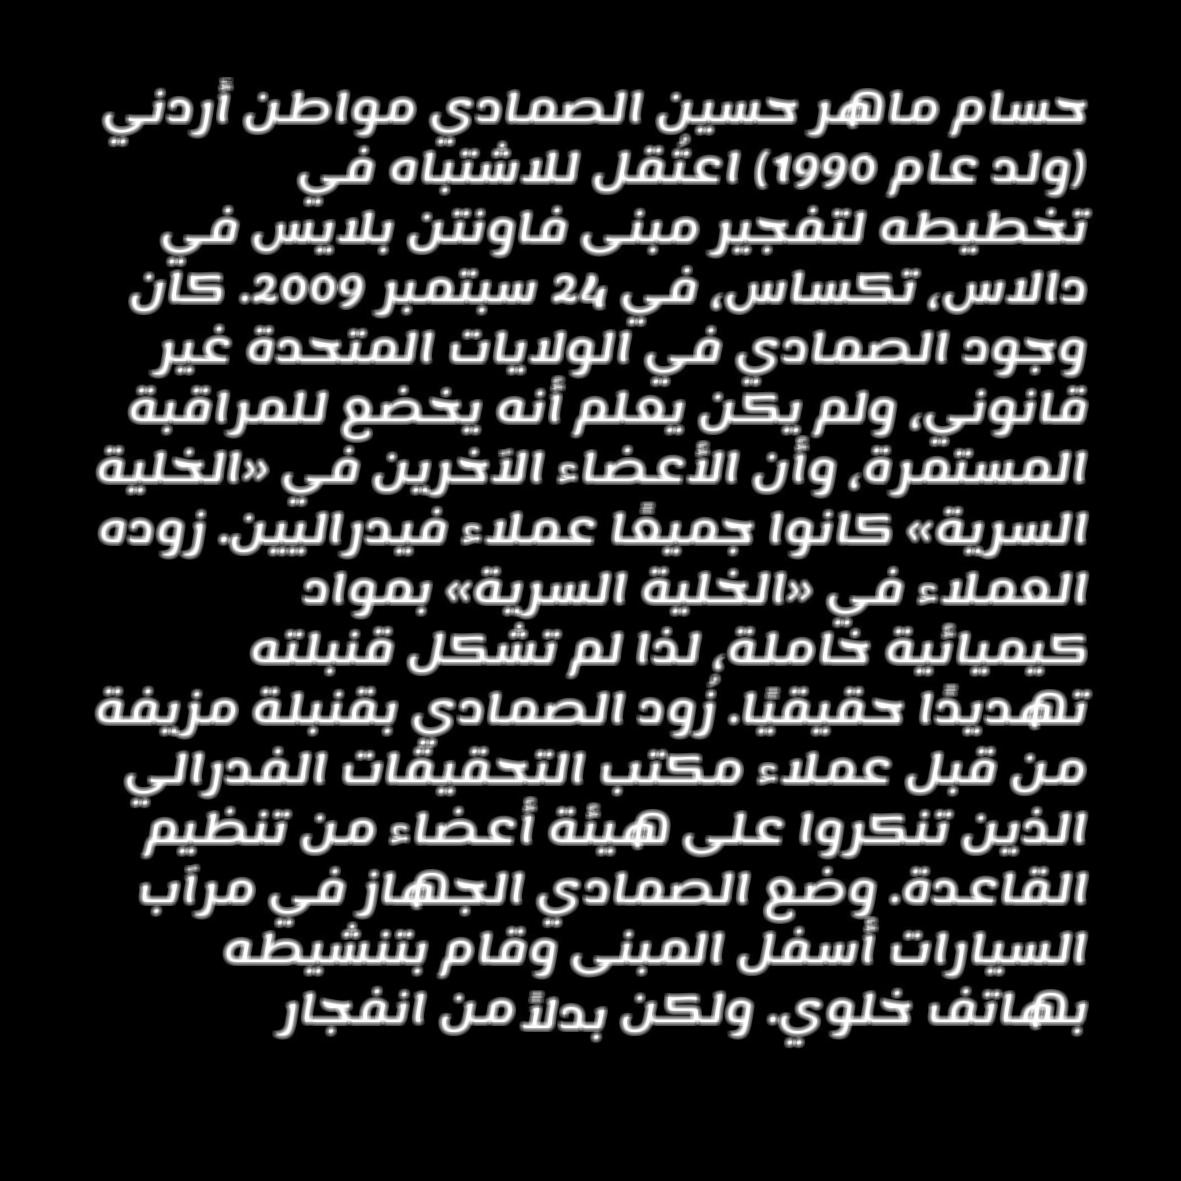 حسام ماهر حسين الصمادي مواطن أردني
(ولد عام 1990) اعتُقل للاشتباه في
تخطيطه لتفجير مبنى فاونتن بلايس في
دالاس، تكساس، في 24 سبتمبر 2009. كان
وجود الصمادي في الولايات المتحدة غير
قانوني، ولم يكن يعلم أنه يخضع للمراقبة
المستمرة، وأن الأعضاء الآخرين في «الخلية
السرية» كانوا جميعًا عملاء فيدراليين. زوده
العملاء في «الخلية السرية» بمواد
كيميائية خاملة، لذا لم تشكل قنبلته
تهديدًا حقيقيًا. زُود الصمادي بقنبلة مزيفة
من قبل عملاء مكتب التحقيقات الفدرالي
الذين تنكروا على هيئة أعضاء من تنظيم
القاعدة. وضع الصمادي الجهاز في مرآب
السيارات أسفل المبنى وقام بتنشيطه
بهاتف خلوي. ولكن بدلًا من انفجار